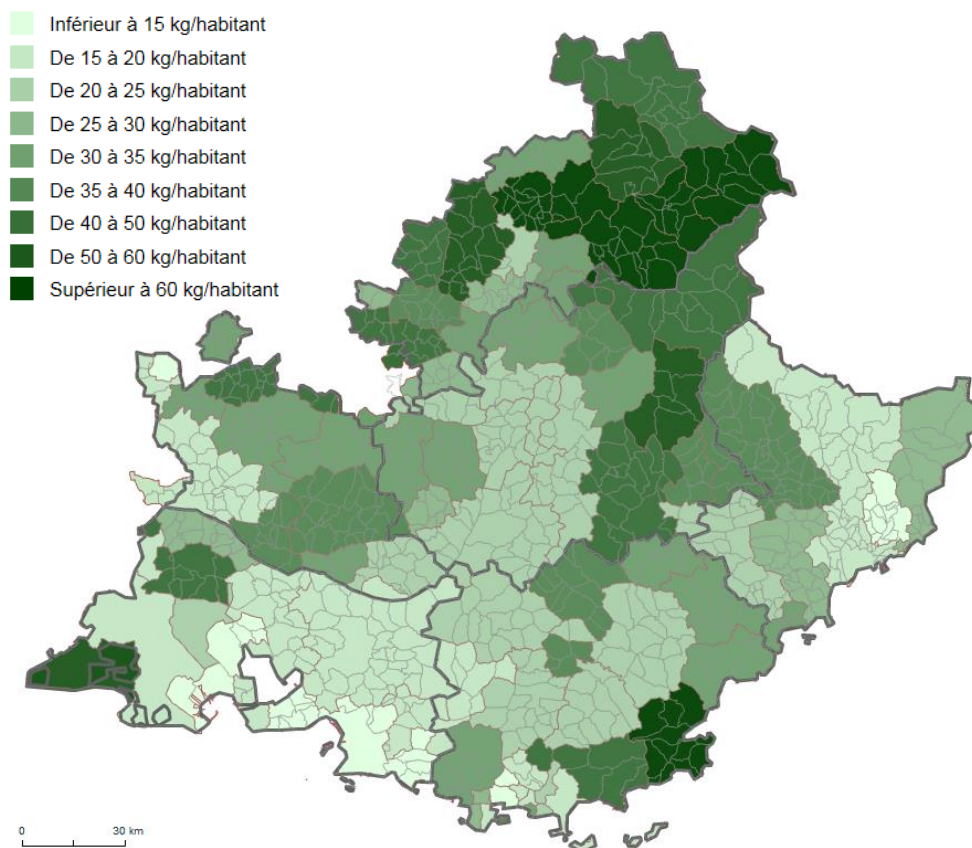 Inférieur à 15 kg/habitant
De 15 à 20 kg/habitant
De 20 à 25 kg/habitant
De 25 à 30 kg/habitant
De 30 à 35 kg/habitant
De 35 à 40 kg/habitant
De 40 à 50 kg/habitant
De 50 à 60 kg/habitant
Supérieur à 60 kg/habitant
0 30 km